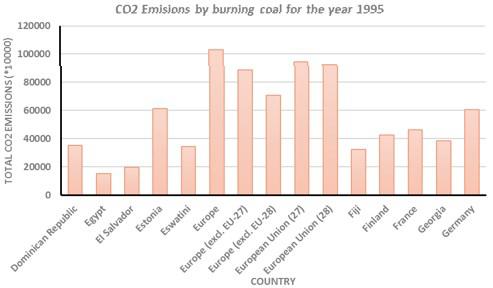 CO2 Emisions by burning coal for the year 1995
TOTAL CO2 EMISSIONS (*10000)
120000
100000
80000
60000
40000
20000
0
Dominican Republic
Egypt
El Salvador
Estonia
Eswatini
Europe
Europe (excl. EU-27)
Europe (excl. EU-28)
European Union (27)
European Union (28)
Fiji
Finland
France
Georgia
Germany
COUNTRY